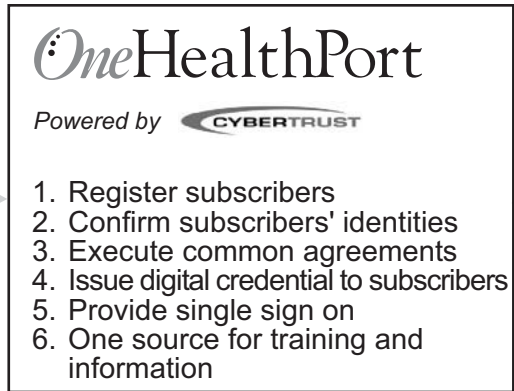 OneHealthPort
Powered by CYBERTRUST
1. Register subscribers
2. Confirm subscribers' identities
3. Execute common agreements
4. Issue digital credential to subscribers
5. Provide single sign on
6. One source for training and
information